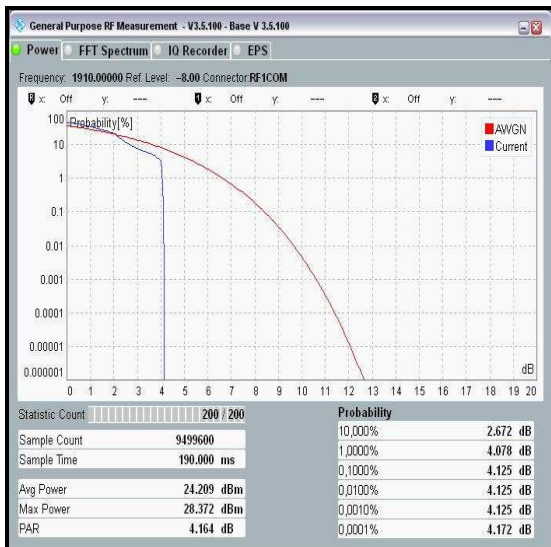 General Purpose RF Measurement - V3.5.100 - Base V 3.5.100
Power FFT Spectrum IQ Recorder EPS
Frequency: 1910.00000 Ref. Level: -8.00 Connector:RF1COM
x: Off y: --- x: Off y: --- x: Off y: ---
Probability[%]
AWGN
Current
100
10
1
0.1
0.01
0.001
0.0001
0.00001
0.000001
dB
0 1 2 3 4 5 6 7 8 9 10 11 12 13 14 15 16 17 18 19 20
Statistic Count 200 / 200
Sample Count 9499600
Sample Time 190.000 ms
Avg Power 24.209 dBm
Max Power 28.372 dBm
PAR 4.164 dB
Probability
10,000% 2.672 dB
1,0000% 4.078 dB
0,1000% 4.125 dB
0,0100% 4.125 dB
0,0010% 4.125 dB
0,0001% 4.172 dB